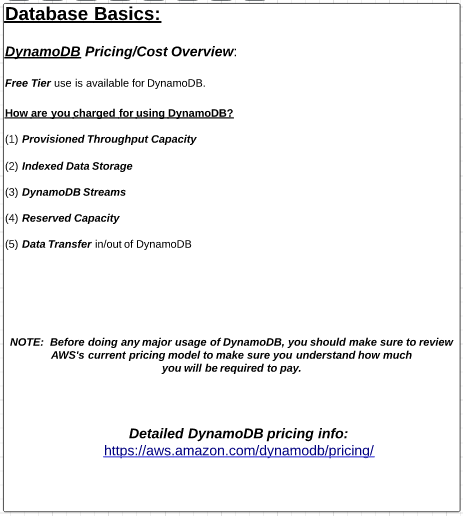 Database Basics:
DynamoDB Pricing/Cost Overview:
Free Tier use is available for DynamoDB.
How are you charged for using DynamoDB?
(1) Provisioned Throughput Capacity
(2) Indexed Data Storage
(3) DynamoDB Streams
(4) Reserved Capacity
(5) Data Transfer in/out of DynamoDB
NOTE: Before doing any major usage of DynamoDB, you should make sure to review
AWS's current pricing model to make sure you understand how much
you will be required to pay.
Detailed DynamoDB pricing info:
https://aws.amazon.com/dynamodb/pricing/